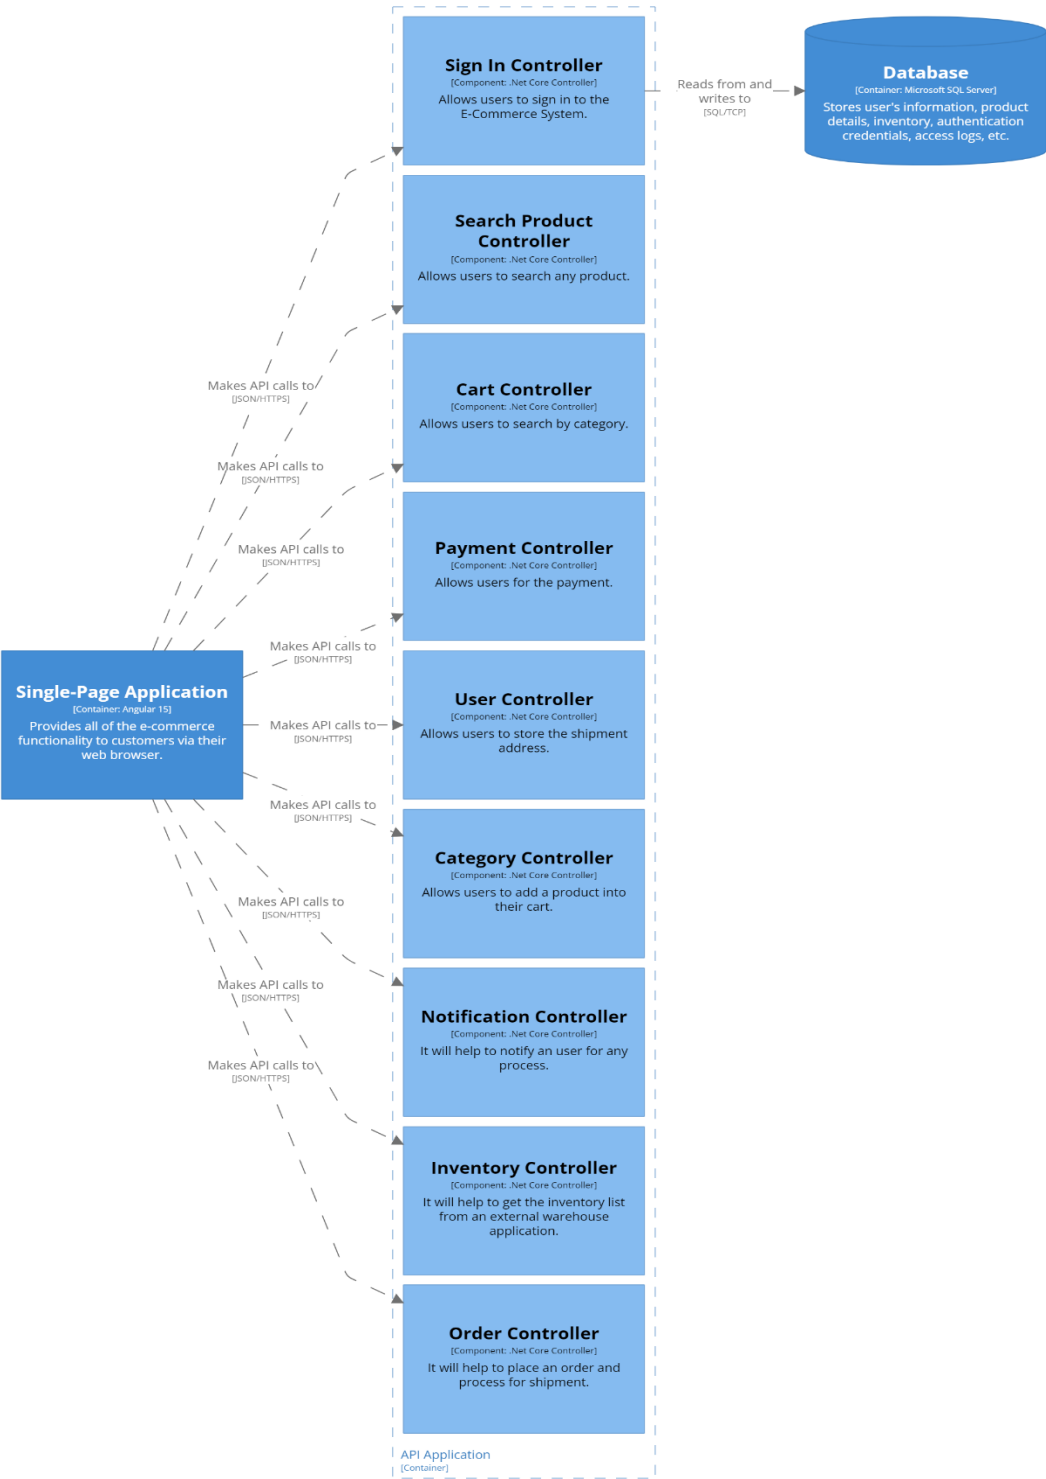 Sign In Controller
[Component: .Net Core Controller]
Allows users to sign in to the
E-Commerce System.
Reads from and
writes to
[SQL/TCP]
Database
[Container: Microsoft SQL Server]
Stores user's information, product
details, inventory, authentication
credentials, access logs, etc.
Search Product
Controller
[Component: .Net Core Controller]
Allows users to search any product.
Makes API calls to
[JSON/HTTPS]
Cart Controller
[Component: .Net Core Controller]
Allows users to search by category.
Makes API calls to
[JSON/HTTPS]
Makes API calls to
[JSON/HTTPS]
Payment Controller
[Component: .Net Core Controller]
Allows users for the payment.
Makes API calls to
[JSON/HTTPS]
Single-Page Application
[Container: Angular 15]
Provides all of the e-commerce
functionality to customers via their
web browser.
Makes API calls to
[JSON/HTTPS]
User Controller
[Component: .Net Core Controller]
Allows users to store the shipment
address.
Makes API calls to
[JSON/HTTPS]
Category Controller
[Component: .Net Core Controller]
Allows users to add a product into
their cart.
Makes API calls to
[JSON/HTTPS]
Makes API calls to
[JSON/HTTPS]
Notification Controller
[Component: .Net Core Controller]
It will help to notify an user for any
process.
Makes API calls to
[JSON/HTTPS]
Inventory Controller
[Component: .Net Core Controller]
It will help to get the inventory list
from an external warehouse
application.
Order Controller
[Component: .Net Core Controller]
It will help to place an order and
process for shipment.
API Application
[Container]